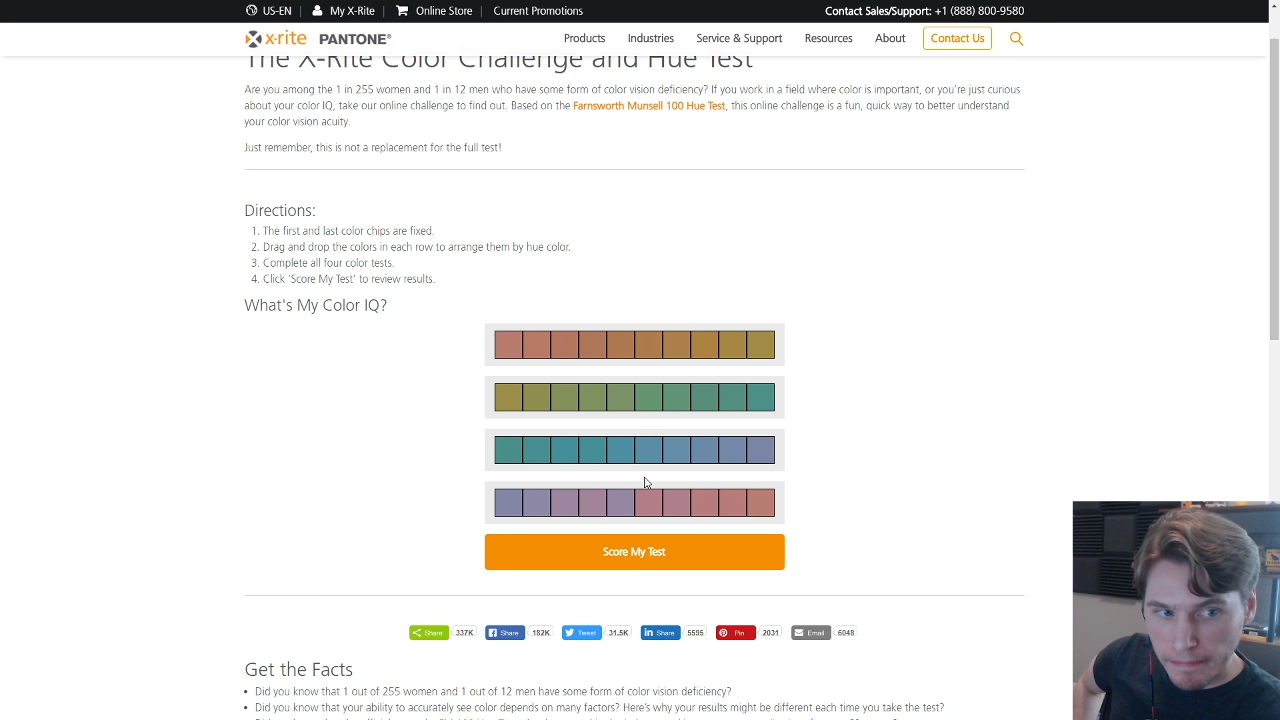 US-EN | My X-Rite Online Store | Current Promotions Contact Sales/Support: +1 (888) 800-9580
x·rite PANTONE® Products Industries Service & Support Resources About Contact Us
The X-Rite Color Challenge and Hue Test
Are you among the 1 in 255 women and 1 in 12 men who have some form of color vision deficiency? If you work in a field where color is important, or you're just curious
about your color IQ, take our online challenge to find out. Based on the Farnsworth Munsell 100 Hue Test, this online challenge is a fun, quick way to better understand
your color vision acuity.
Just remember, this is not a replacement for the full test!
Directions:
1. The first and last color chips are fixed.
2. Drag and drop the colors in each row to arrange them by hue color.
3. Complete all four color tests.
4. Click 'Score My Test' to review results.
What's My Color IQ?
Score My Test
Share 337K Share 182K Tweet 31.5K Share 5595 Pin 2031 Email 6048
Get the Facts
• Did you know that 1 out of 255 women and 1 out of 12 men have some form of color vision deficiency?
• Did you know that your ability to accurately see color depends on many factors? Here's why your results might be different each time you take the test?